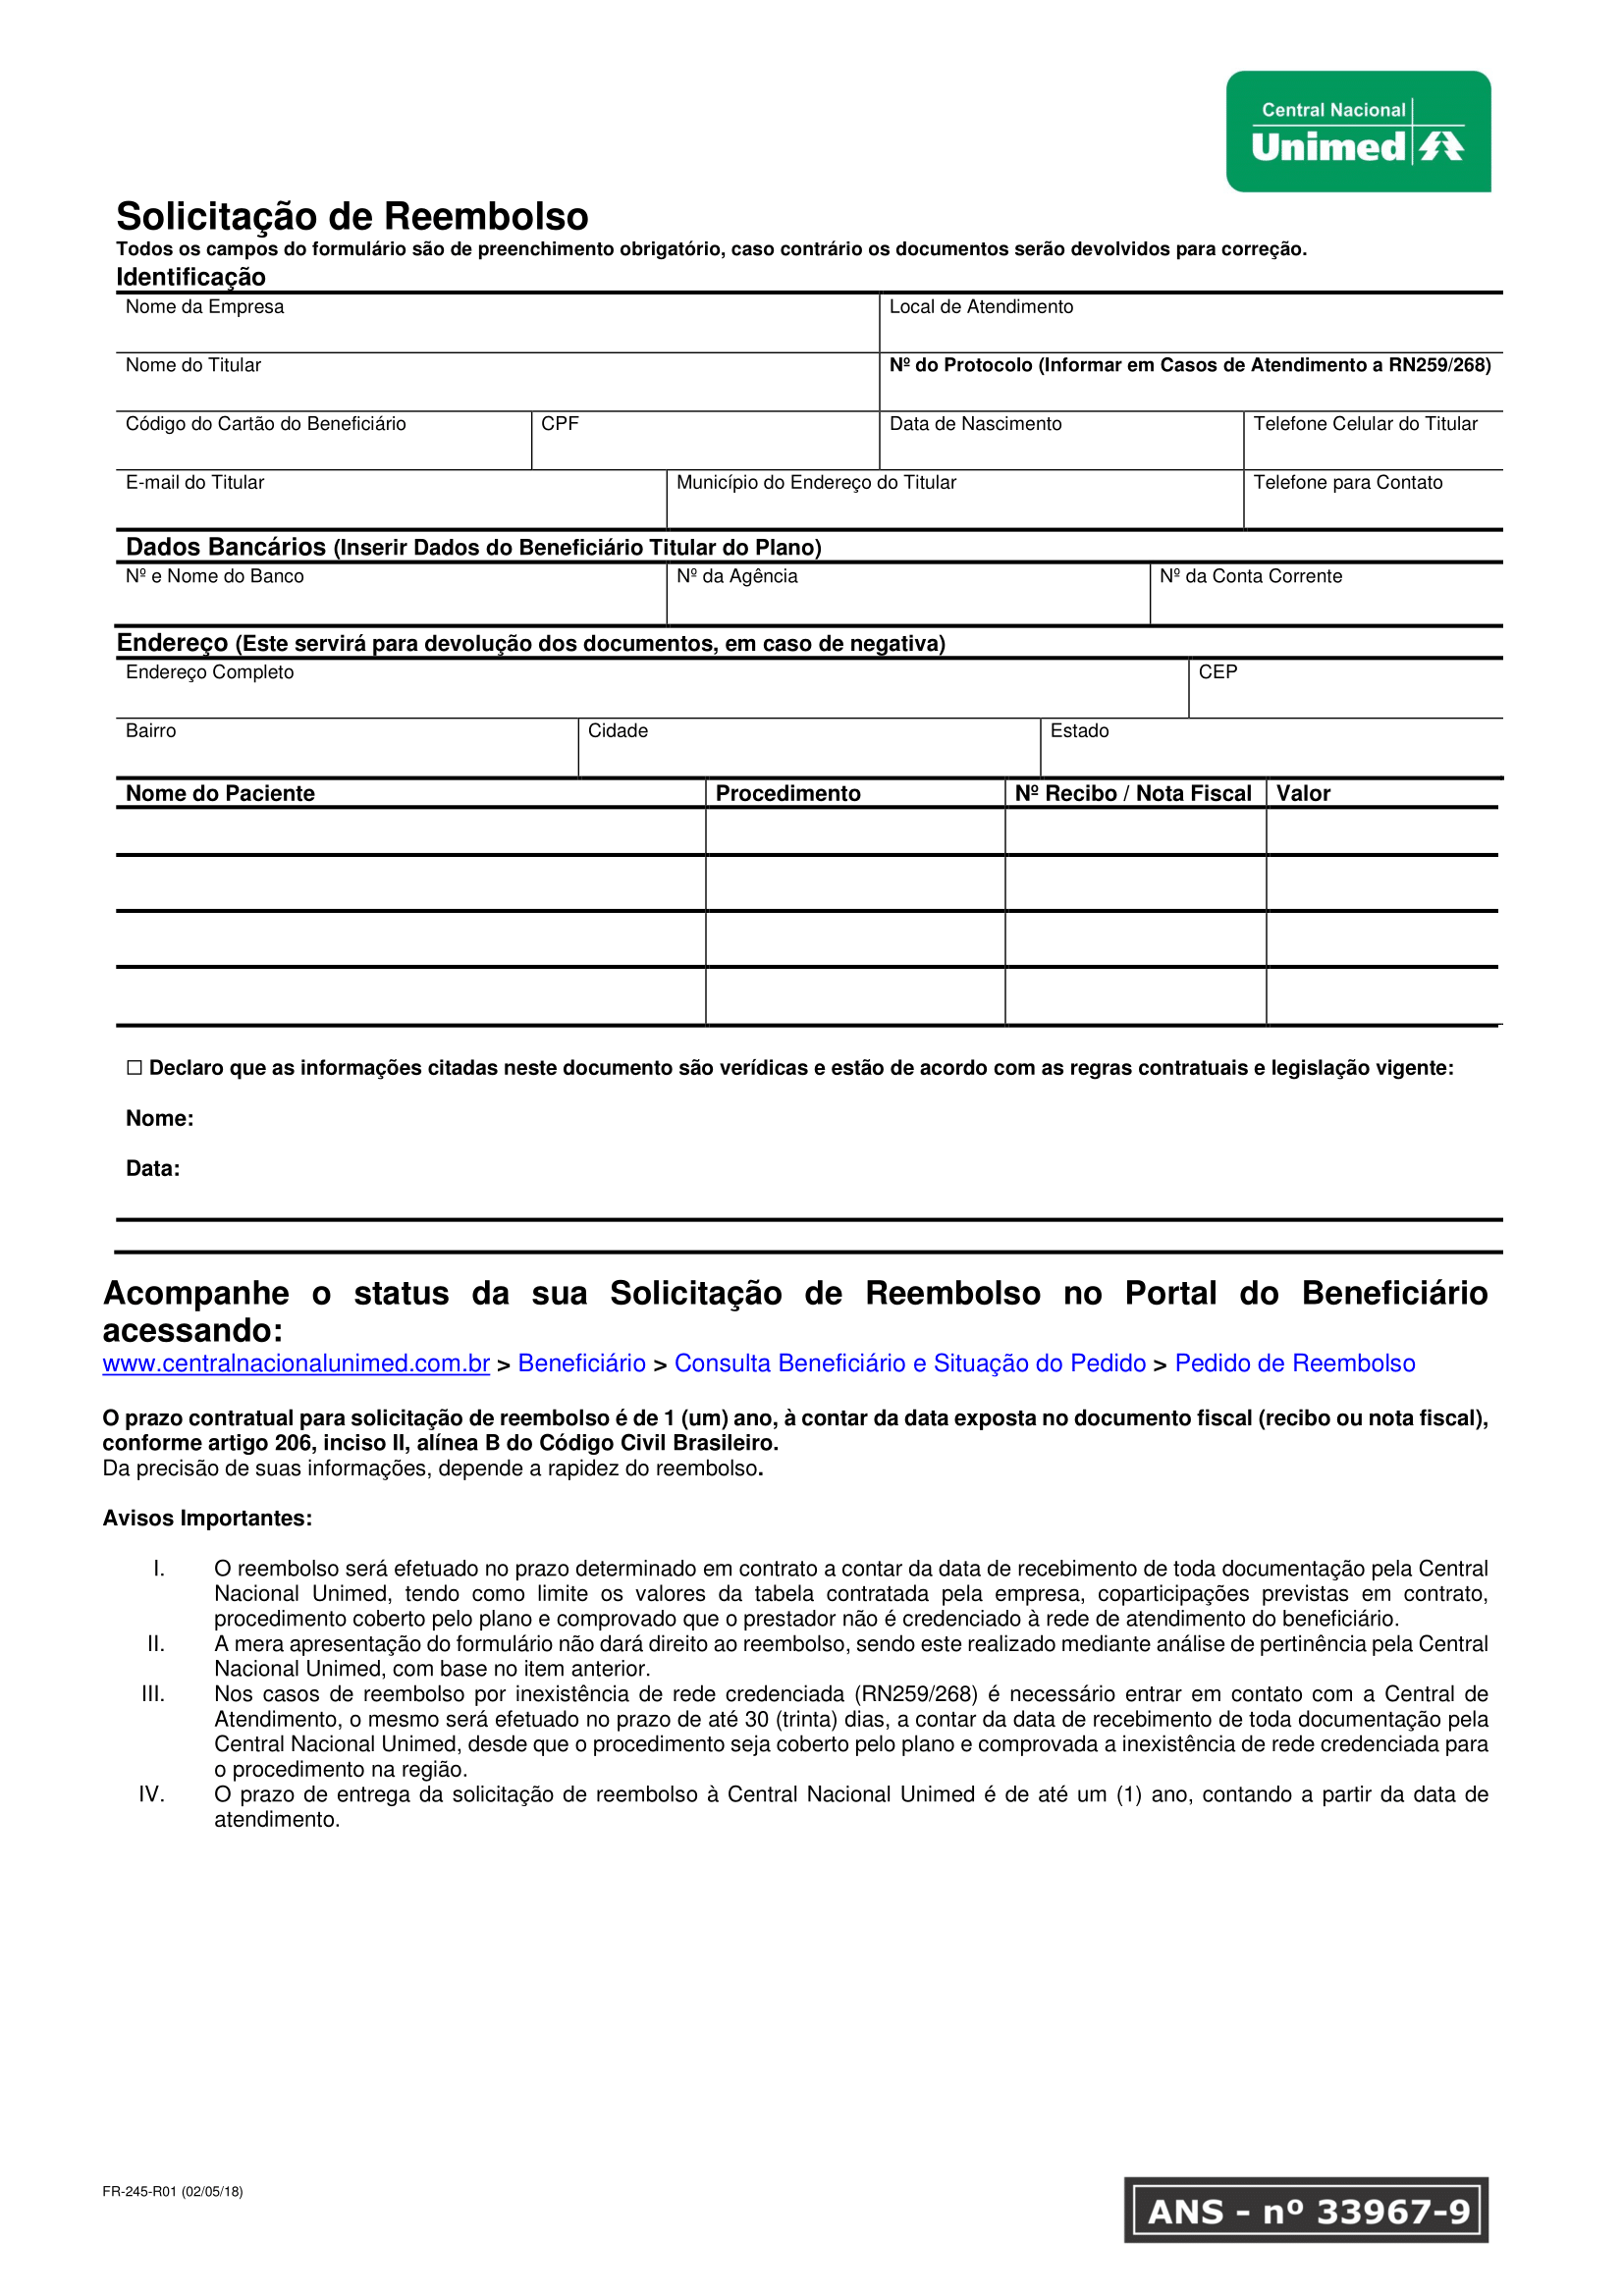 Central Nacional
Unimed
Solicitação de Reembolso
Todos os campos do formulário são de preenchimento obrigatório, caso contrário os documentos serão devolvidos para correção.
Identificação
Nome da Empresa Local de Atendimento
Nome do Titular Nº do Protocolo (Informar em Casos de Atendimento a RN259/268)
Código do Cartão do Beneficiário CPF Data de Nascimento Telefone Celular do Titular
E-mail do Titular Município do Endereço do Titular Telefone para Contato
Dados Bancários (Inserir Dados do Beneficiário Titular do Plano)
Nº e Nome do Banco Nº da Agência Nº da Conta Corrente
Endereço (Este servirá para devolução dos documentos, em caso de negativa)
Endereço Completo CEP
Bairro Cidade Estado
Nome do Paciente Procedimento Nº Recibo / Nota Fiscal Valor
☐ Declaro que as informações citadas neste documento são verídicas e estão de acordo com as regras contratuais e legislação vigente:
Nome:
Data:
Acompanhe o status da sua Solicitação de Reembolso no Portal do Beneficiário
acessando:
www.centralnacionalunimed.com.br > Beneficiário > Consulta Beneficiário e Situação do Pedido > Pedido de Reembolso
O prazo contratual para solicitação de reembolso é de 1 (um) ano, à contar da data exposta no documento fiscal (recibo ou nota fiscal),
conforme artigo 206, inciso II, alínea B do Código Civil Brasileiro.
Da precisão de suas informações, depende a rapidez do reembolso.
Avisos Importantes:
I. O reembolso será efetuado no prazo determinado em contrato a contar da data de recebimento de toda documentação pela Central
Nacional Unimed, tendo como limite os valores da tabela contratada pela empresa, coparticipações previstas em contrato,
procedimento coberto pelo plano e comprovado que o prestador não é credenciado à rede de atendimento do beneficiário.
II. A mera apresentação do formulário não dará direito ao reembolso, sendo este realizado mediante análise de pertinência pela Central
Nacional Unimed, com base no item anterior.
III. Nos casos de reembolso por inexistência de rede credenciada (RN259/268) é necessário entrar em contato com a Central de
Atendimento, o mesmo será efetuado no prazo de até 30 (trinta) dias, a contar da data de recebimento de toda documentação pela
Central Nacional Unimed, desde que o procedimento seja coberto pelo plano e comprovada a inexistência de rede credenciada para
o procedimento na região.
IV. O prazo de entrega da solicitação de reembolso à Central Nacional Unimed é de até um (1) ano, contando a partir da data de
atendimento.
FR-245-R01 (02/05/18)
ANS - nº 33967-9